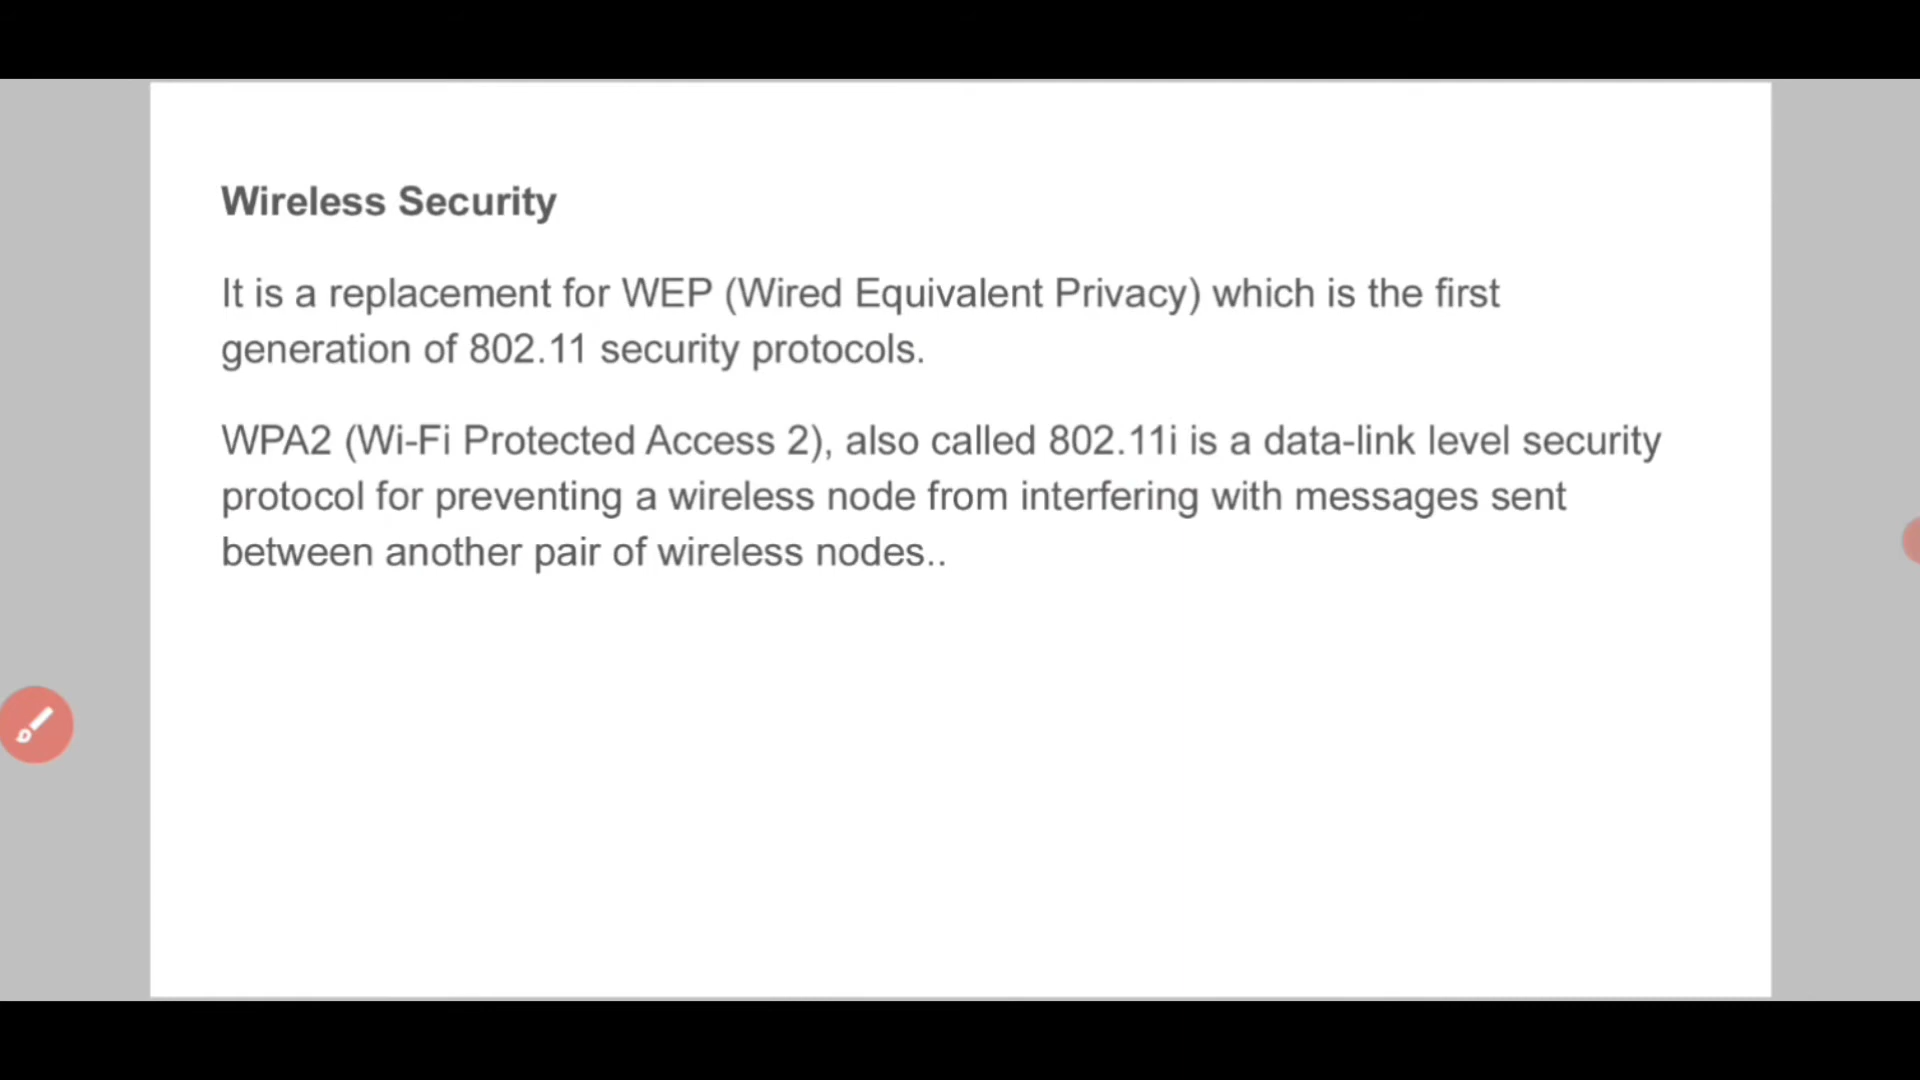 Wireless Security
It is a replacement for WEP (Wired Equivalent Privacy) which is the first
generation of 802.11 security protocols.
WPA2 (Wi-Fi Protected Access 2), also called 802.11i is a data-link level security
protocol for preventing a wireless node from interfering with messages sent
between another pair of wireless nodes..